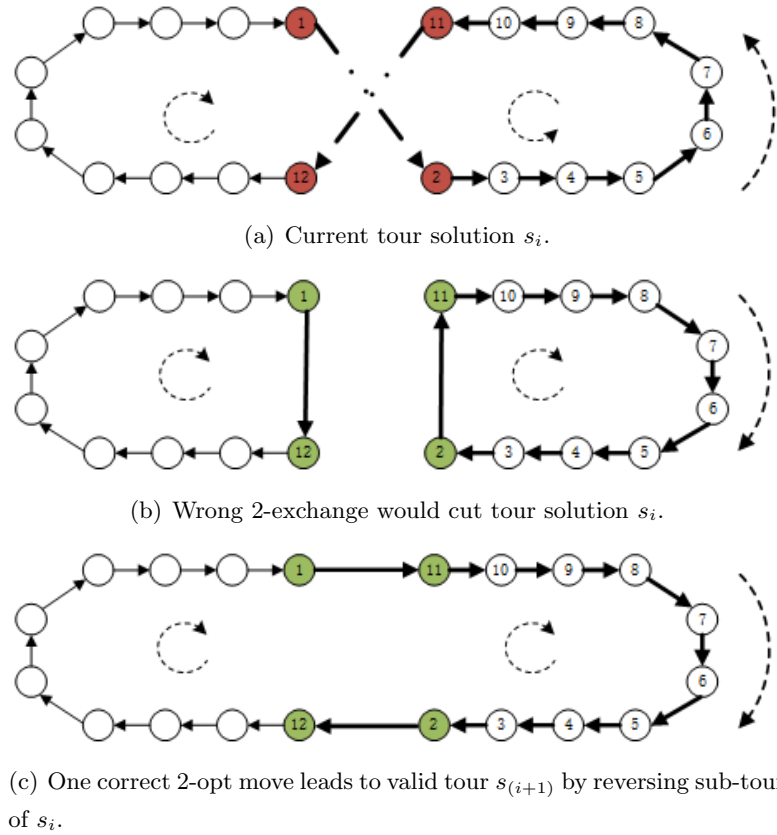 1 11 10 9 8
7
6
12 2 3 4 5
(a) Current tour solution s_i.
1 11 10 9 8
7
6
12 2 3 4 5
(b) Wrong 2-exchange would cut tour solution s_i.
1 11 10 9 8
7
6
12 2 3 4 5
(c) One correct 2-opt move leads to valid tour s_(i+1) by reversing sub-tour
of s_i.